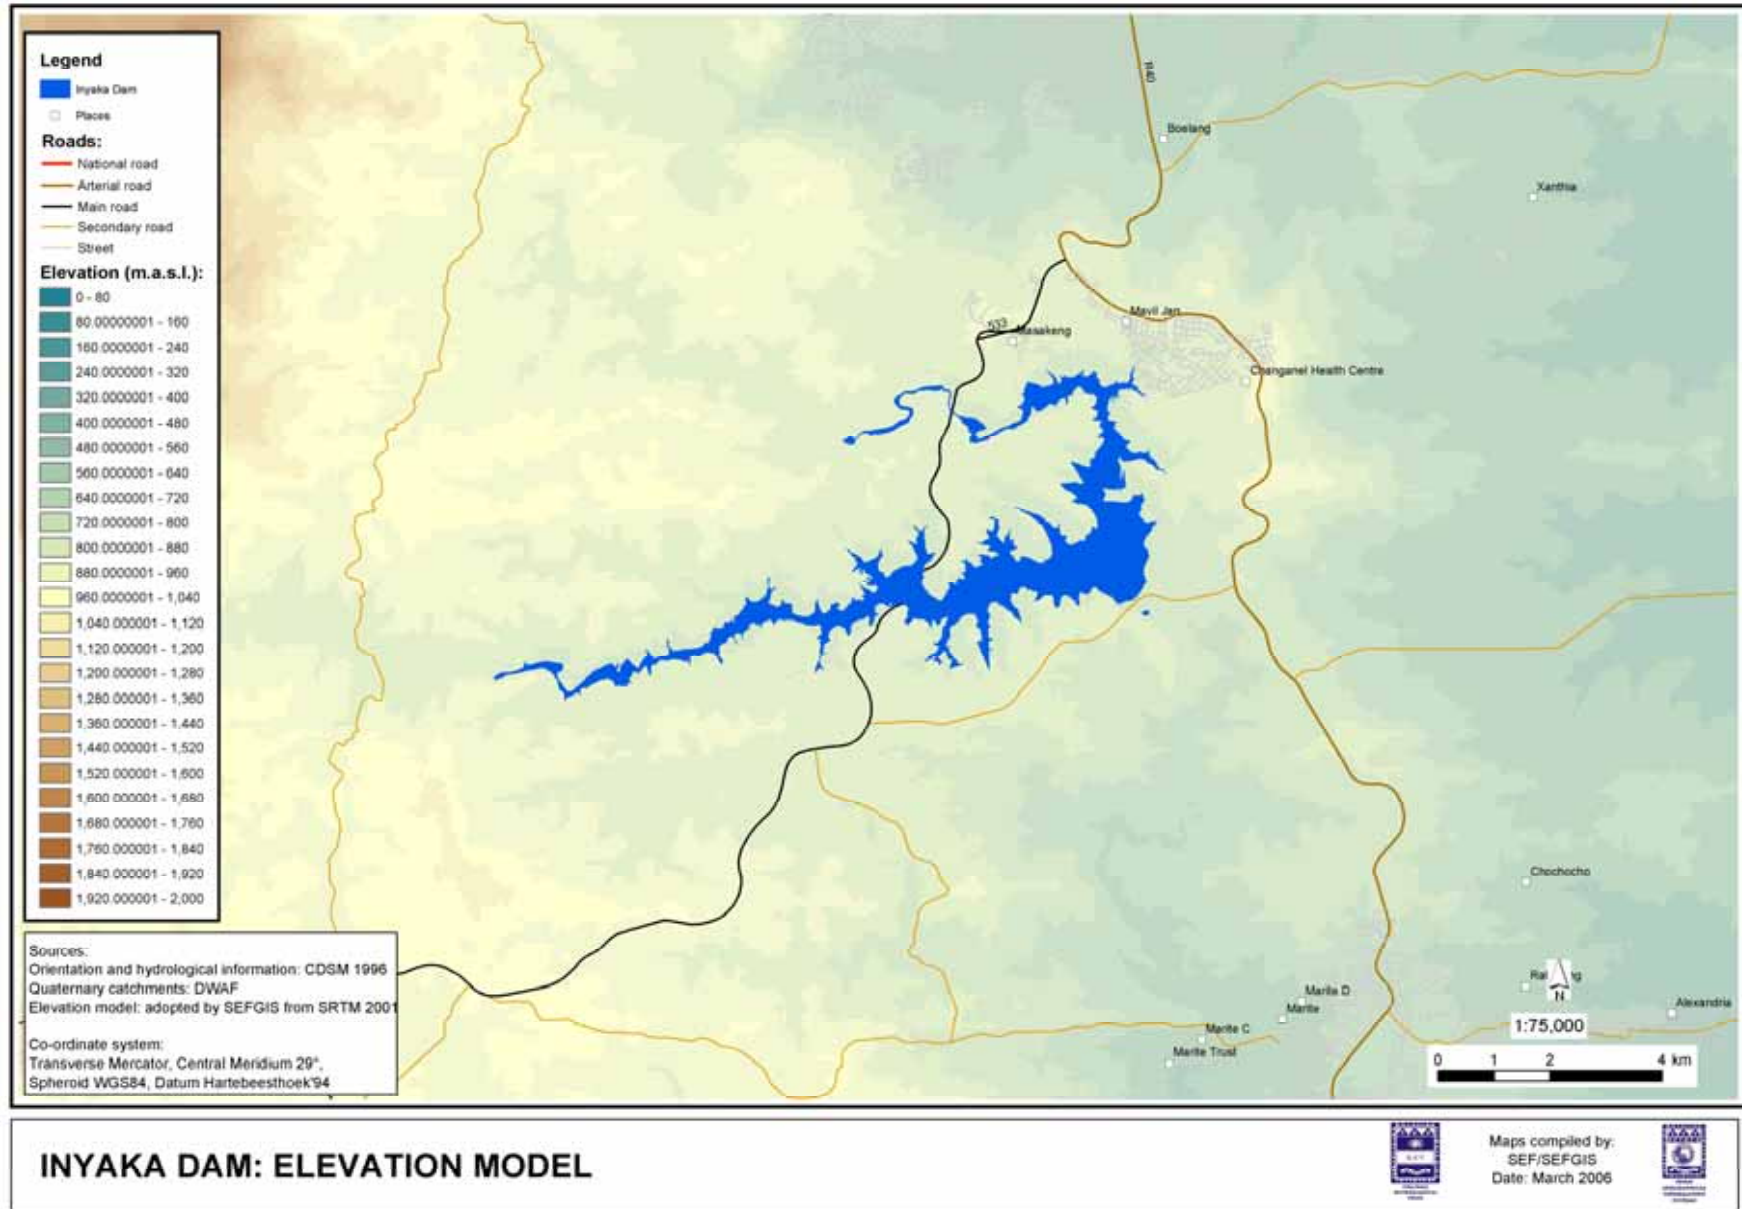 Legend
Inyaka Dam
Places
Roads:
National road
Arterial road
Main road
Secondary road
Street
Elevation (m.a.s.l.):
0 - 80
80.00000001 - 160
160.0000001 - 240
240.0000001 - 320
320.0000001 - 400
400.0000001 - 480
480.0000001 - 560
560.0000001 - 640
640.0000001 - 720
720.0000001 - 800
800.0000001 - 880
880.0000001 - 960
960.0000001 - 1,040
1,040.000001 - 1,120
1,120.000001 - 1,200
1,200.000001 - 1,280
1,280.000001 - 1,360
1,360.000001 - 1,440
1,440.000001 - 1,520
1,520.000001 - 1,600
1,600.000001 - 1,680
1,680.000001 - 1,760
1,760.000001 - 1,840
1,840.000001 - 1,920
1,920.000001 - 2,000
Sources:
Orientation and hydrological information: CDSM 1996
Quaternary catchments: DWAF
Elevation model: adopted by SEFGIS from SRTM 2001
Co-ordinate system:
Transverse Mercator, Central Meridium 29°,
Spheroid WGS84, Datum Hartebeesthoek'94
R40
Boelang
Xanthia
Mavil Jan
533
Masakeng
Changanel Health Centre
Chochocho
Marite D
Marite
Alexandria
Marite C
Marite Trust
N
1:75,000
0 1 2 4 km
INYAKA DAM: ELEVATION MODEL
Maps compiled by:
SEF/SEFGIS
Date: March 2006